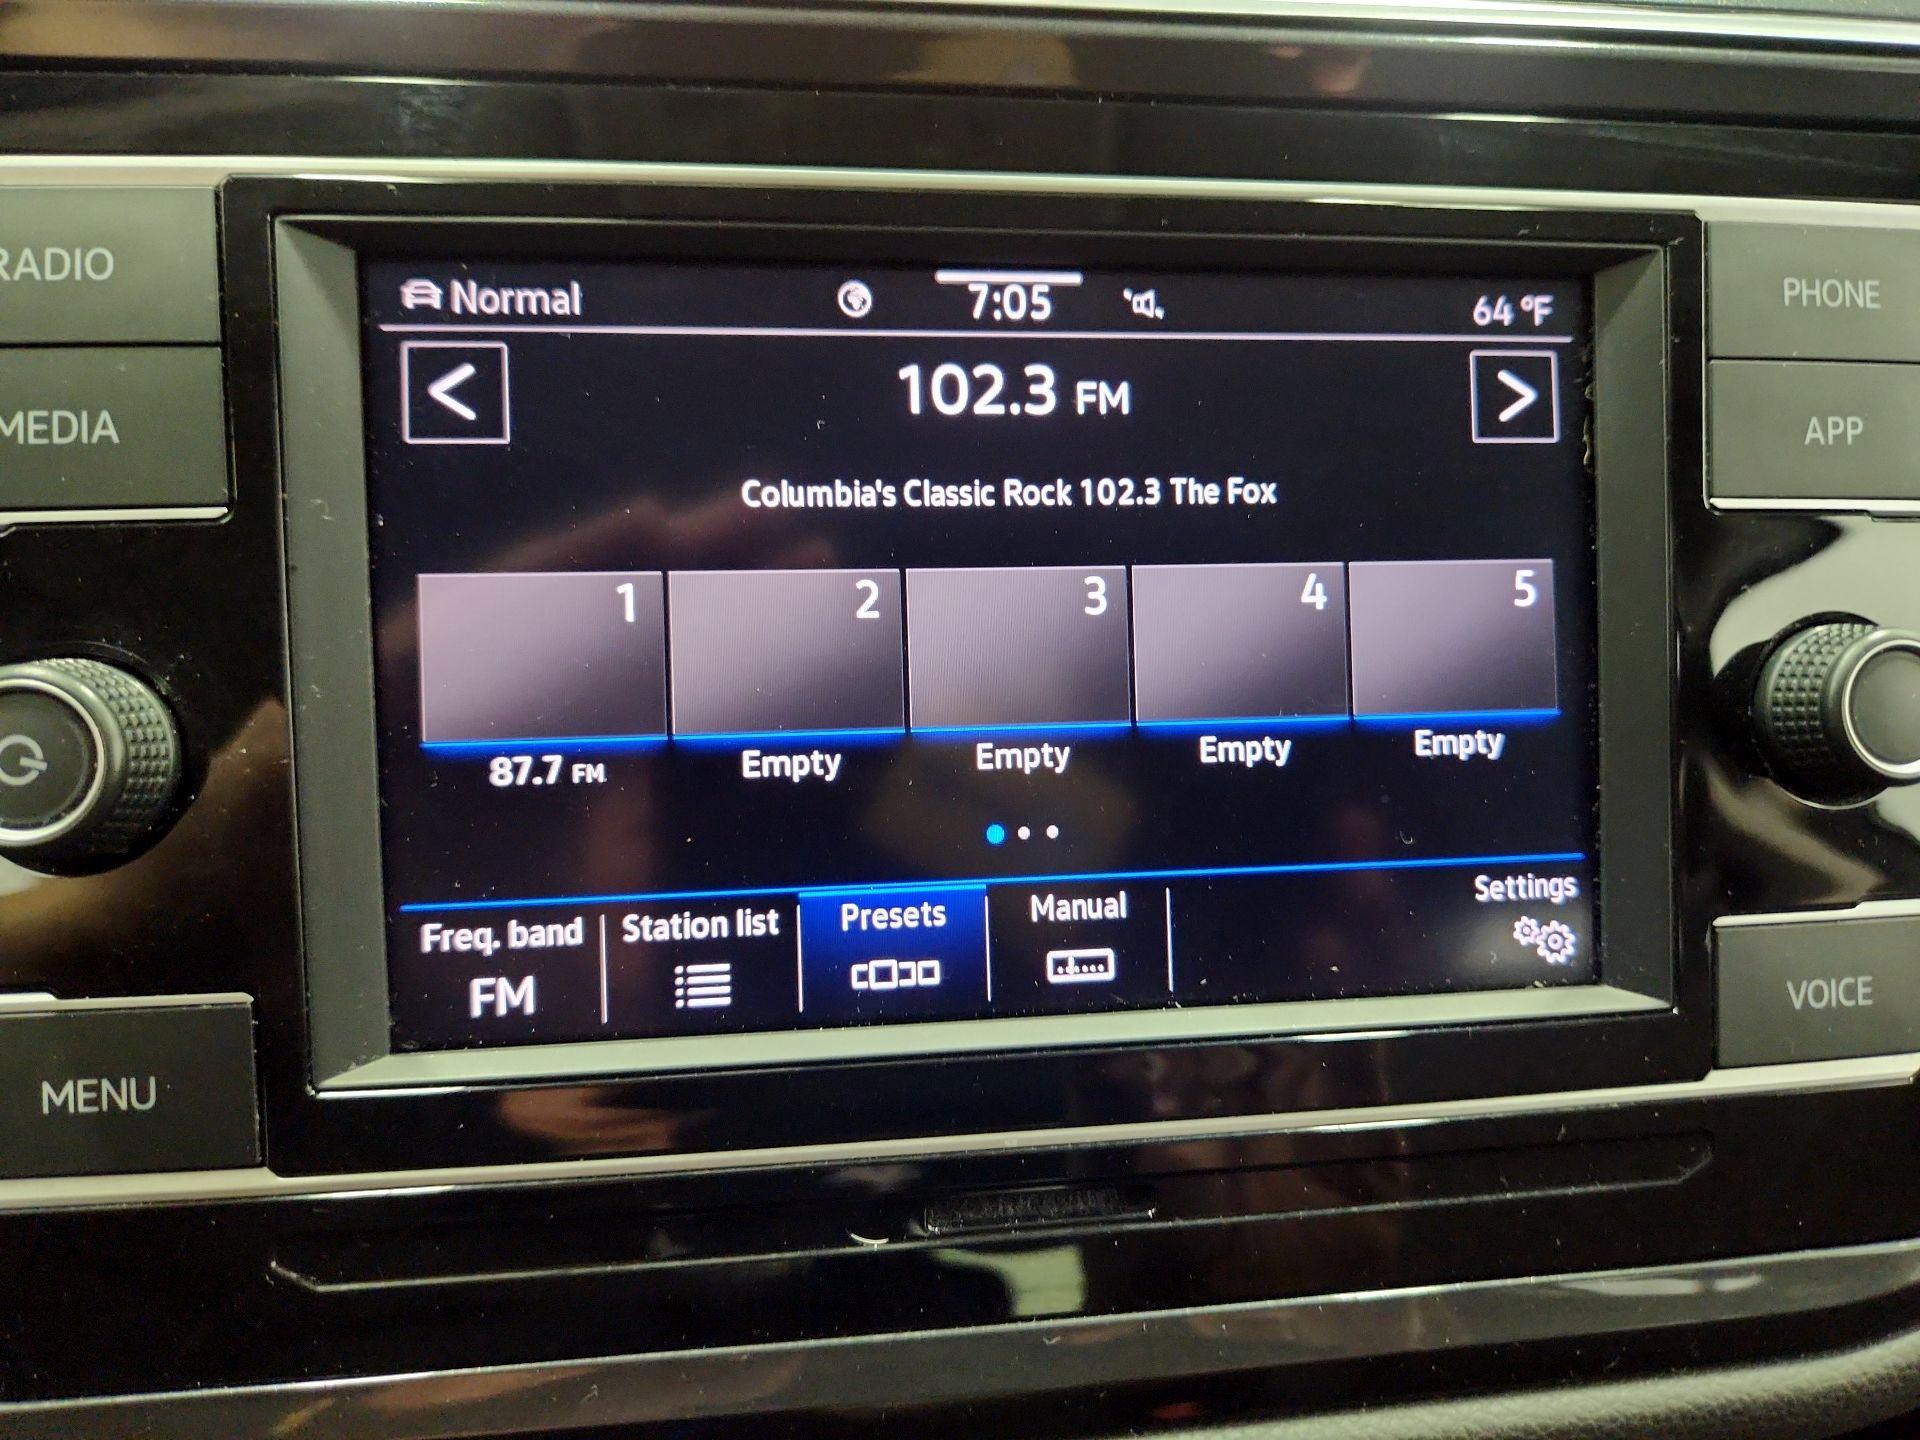 RADIO
MEDIA
MENU
Normal
7:05
64 °F
<
102.3 FM
>
Columbia's Classic Rock 102.3 The Fox
1 2 3 4 5
87.7 FM Empty Empty Empty Empty
Freq. band
FM
Station list
Presets
Manual
Settings
PHONE
APP
VOICE